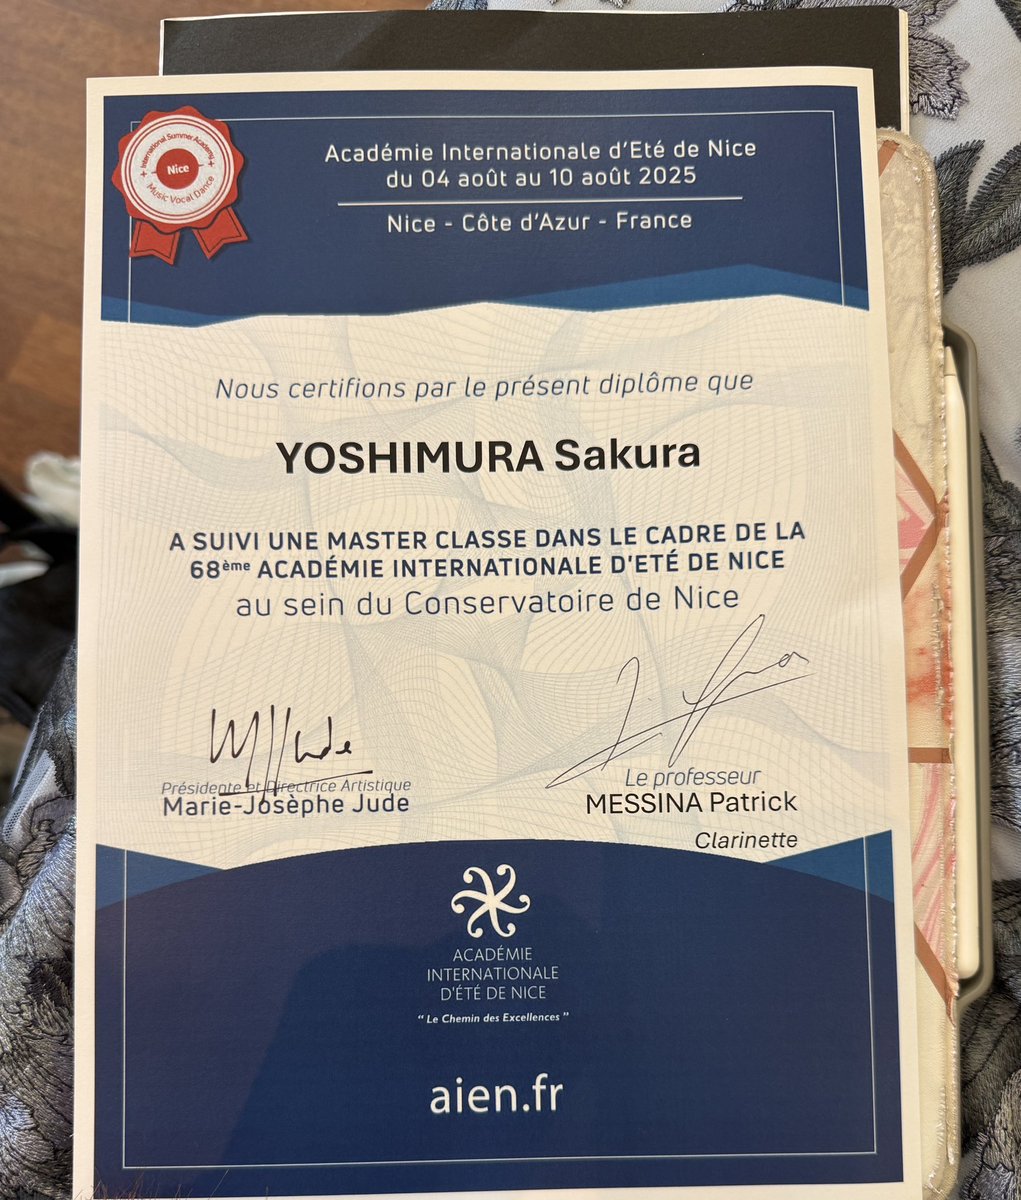 International Summer Academy
Nice
Music Vocal Dance
Académie Internationale d'Eté de Nice
du 04 août au 10 août 2025
Nice - Côte d'Azur - France
Nous certifions par le présent diplôme que
YOSHIMURA Sakura
A SUIVI UNE MASTER CLASSE DANS LE CADRE DE LA
68ème ACADÉMIE INTERNATIONALE D'ETÉ DE NICE
au sein du Conservatoire de Nice
Présidente et Directrice Artistique
Marie-Josèphe Jude
Le professeur
MESSINA Patrick
Clarinette
ACADÉMIE
INTERNATIONALE
D'ÉTÉ DE NICE
“ Le Chemin des Excellences ”
aien.fr